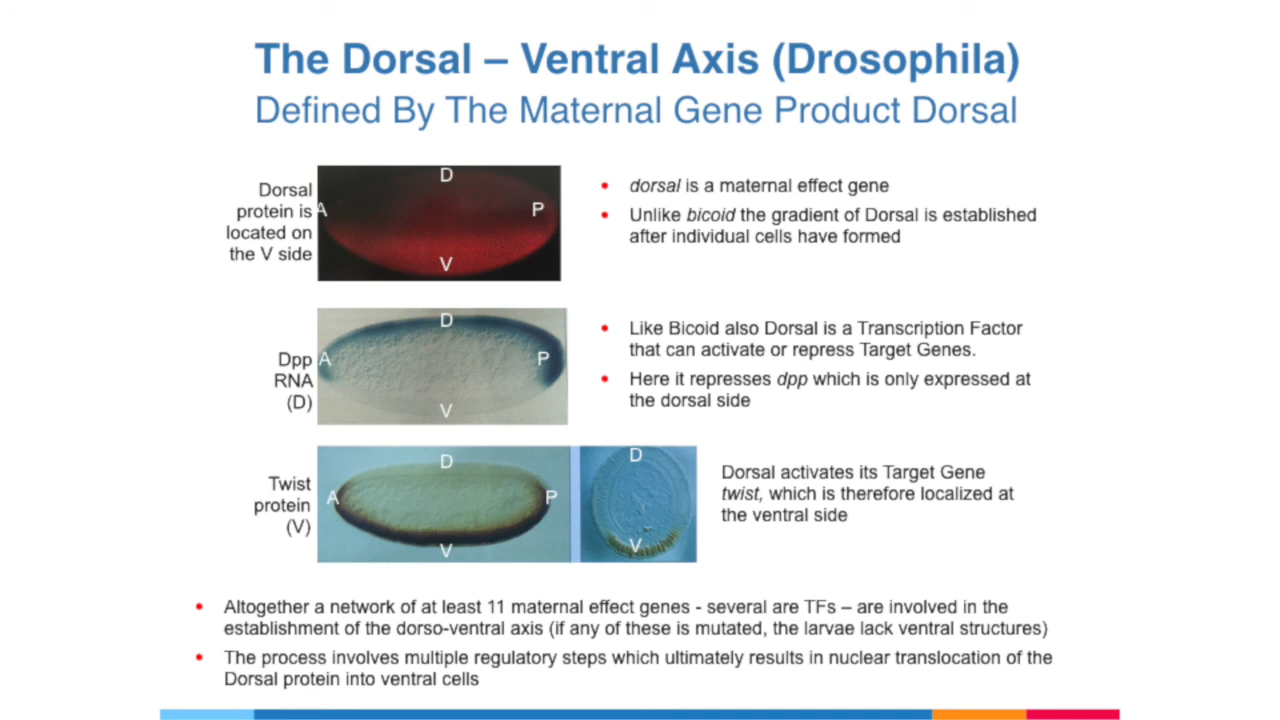 The Dorsal – Ventral Axis (Drosophila)
Defined By The Maternal Gene Product Dorsal
Dorsal
protein is
located on
the V side
D
A
P
V
• dorsal is a maternal effect gene
• Unlike bicoid the gradient of Dorsal is established
after individual cells have formed
Dpp
RNA
(D)
D
A
P
V
• Like Bicoid also Dorsal is a Transcription Factor
that can activate or repress Target Genes.
• Here it represses dpp which is only expressed at
the dorsal side
Twist
protein
(V)
D
A
P
V
D
V
Dorsal activates its Target Gene
twist, which is therefore localized at
the ventral side
• Altogether a network of at least 11 maternal effect genes - several are TFs – are involved in the
establishment of the dorso-ventral axis (if any of these is mutated, the larvae lack ventral structures)
• The process involves multiple regulatory steps which ultimately results in nuclear translocation of the
Dorsal protein into ventral cells